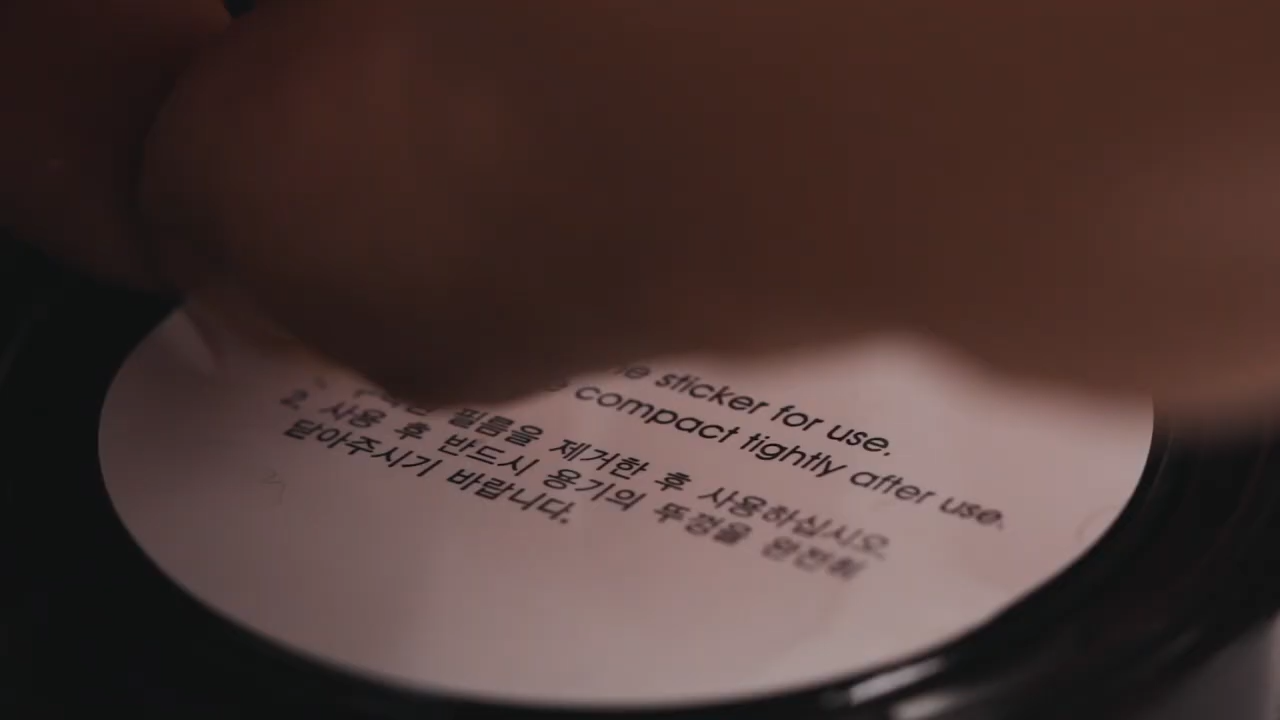 sticker for use.
compact tightly after use.
필름을 제거한 후 사용하십시오.
2. 사용 후 반드시 용기의 뚜껑을 완전히
닫아주시기 바랍니다.